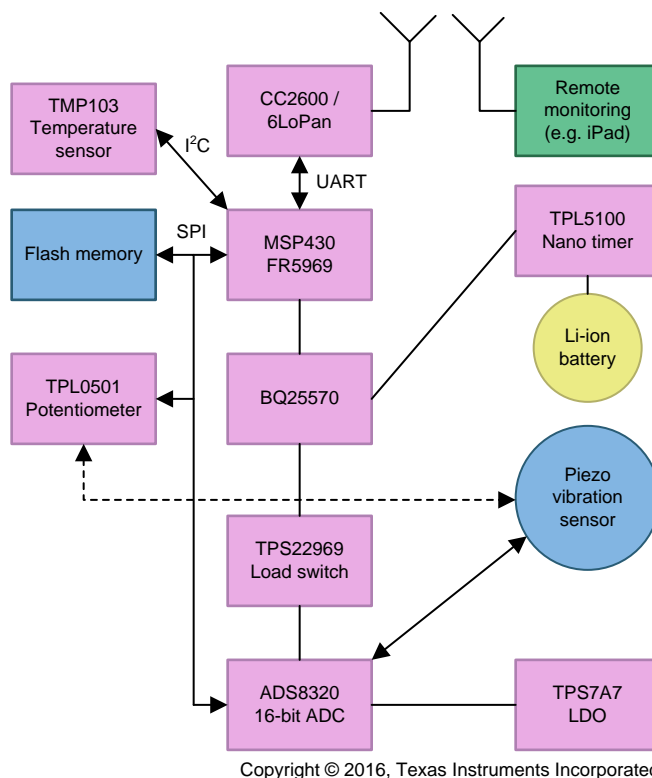 TMP103
Temperature
sensor
CC2600 /
6LoPan
Remote
monitoring
(e.g. iPad)
I²C
UART
Flash memory
SPI
MSP430
FR5969
TPL5100
Nano timer
Li-ion
battery
TPL0501
Potentiometer
BQ25570
Piezo
vibration
sensor
TPS22969
Load switch
ADS8320
16-bit ADC
TPS7A7
LDO
Copyright © 2016, Texas Instruments Incorporated